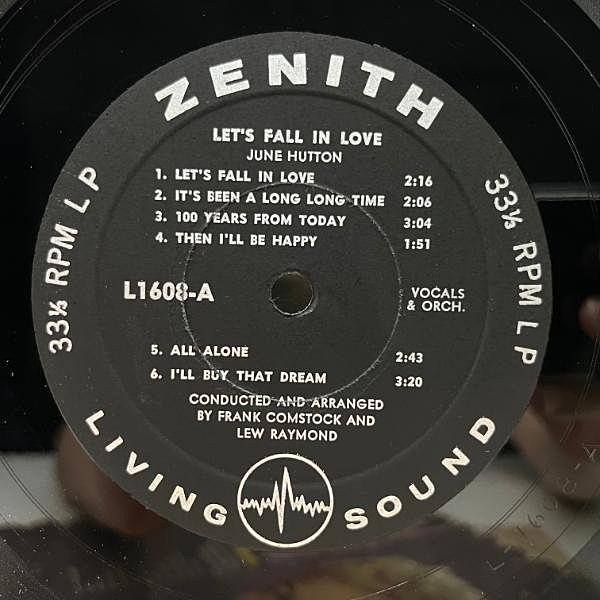 ZENITH
LET'S FALL IN LOVE
JUNE HUTTON
1. LET'S FALL IN LOVE 2:16
2. IT'S BEEN A LONG LONG TIME 2:06
3. 100 YEARS FROM TODAY 3:04
4. THEN I'LL BE HAPPY 1:51
33⅓ RPM LP
33⅓ RPM LP
L1608-A
VOCALS
& ORCH.
5. ALL ALONE 2:43
6. I'LL BUY THAT DREAM 3:20
CONDUCTED AND ARRANGED
BY FRANK COMSTOCK AND
LEW RAYMOND
LIVING SOUND
L-1608-A